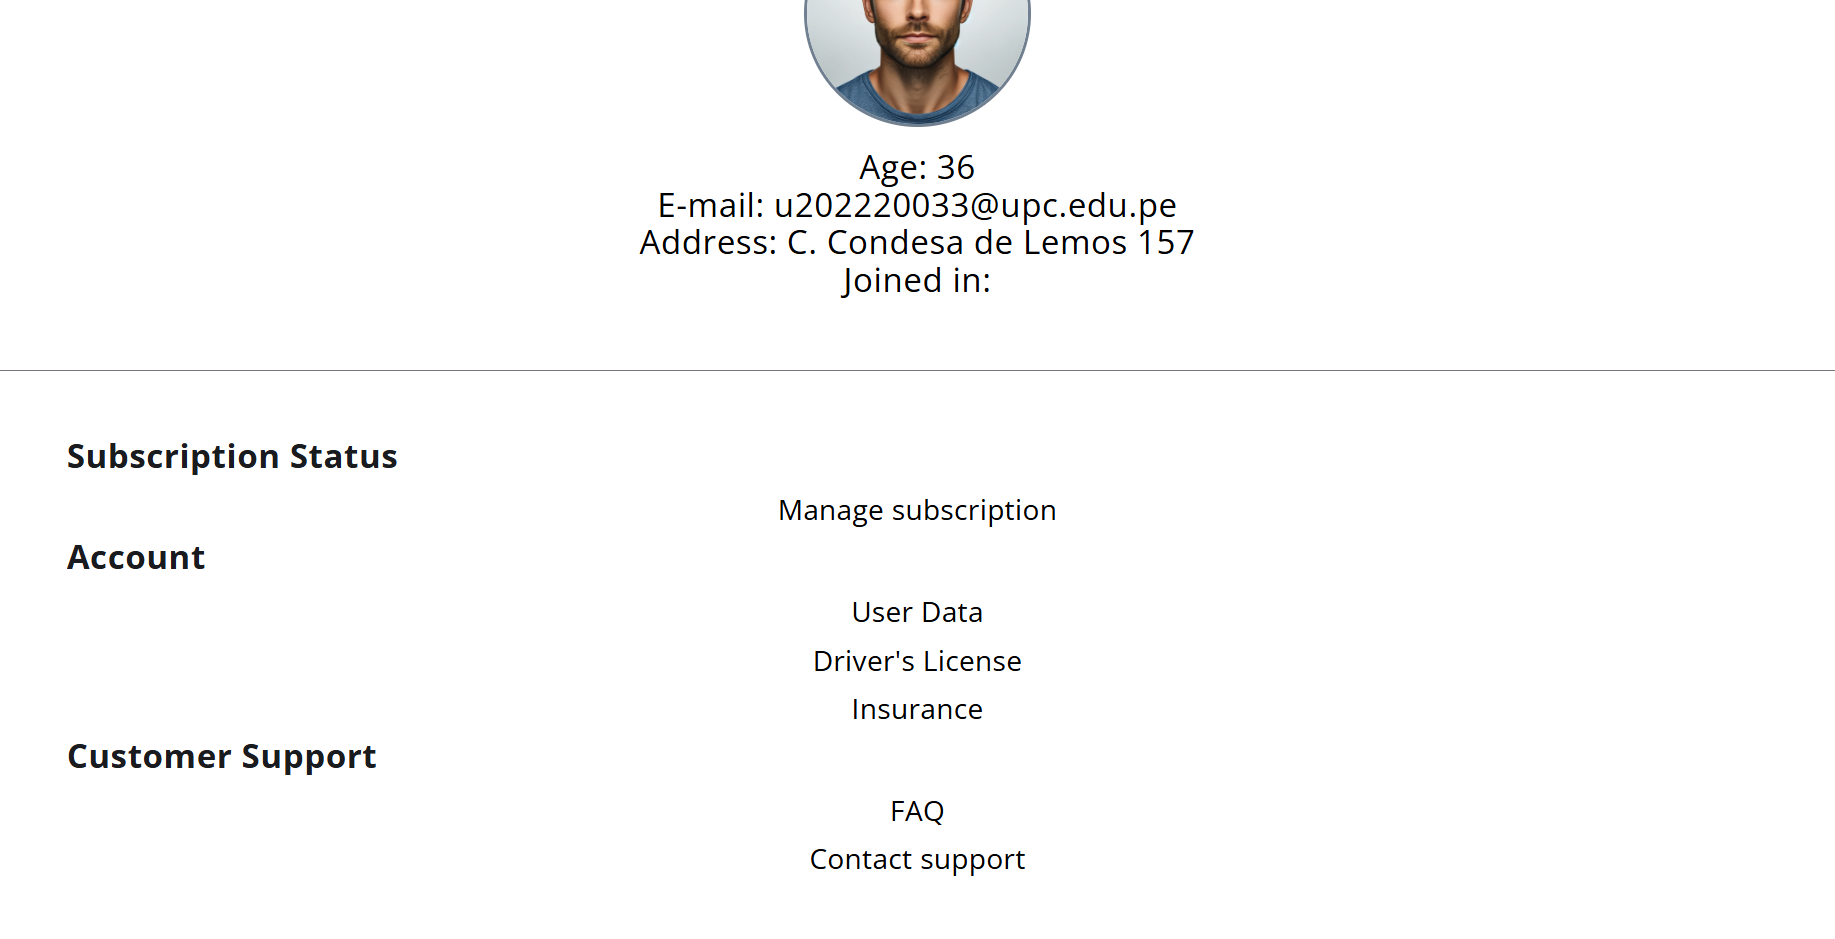 Age: 36
E-mail: u202220033@upc.edu.pe
Address: C. Condesa de Lemos 157
Joined in:
Subscription Status
Manage subscription
Account
User Data
Driver's License
Insurance
Customer Support
FAQ
Contact support